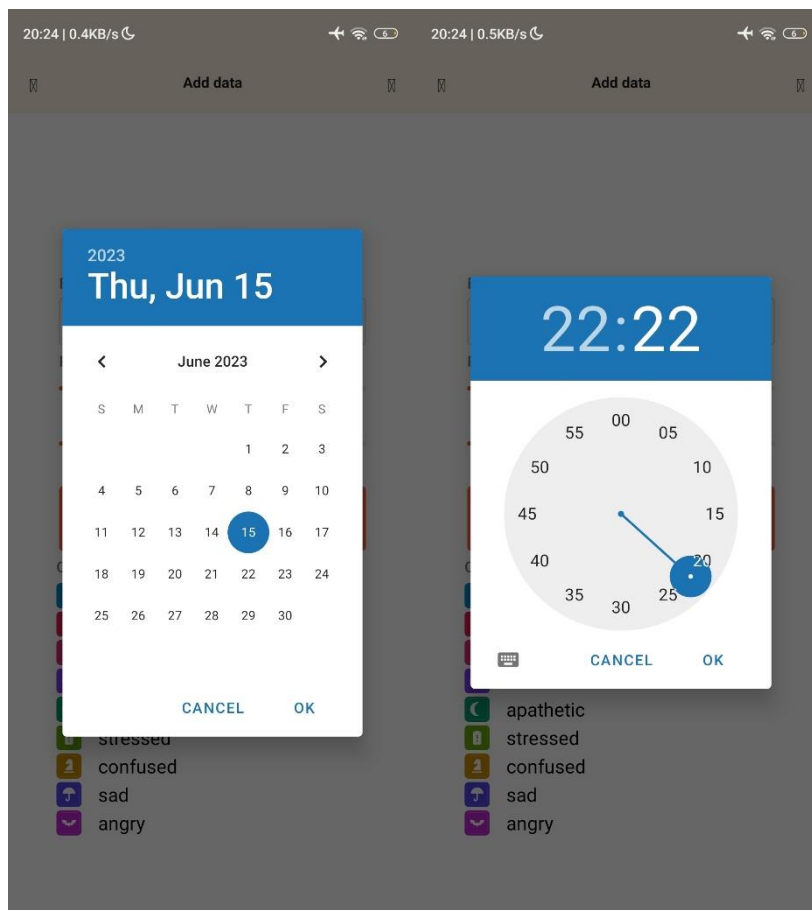 20:24 | 0.4KB/s
6
Add data
2023
Thu, Jun 15
June 2023
S M T W T F S
1 2 3
4 5 6 7 8 9 10
11 12 13 14 15 16 17
18 19 20 21 22 23 24
25 26 27 28 29 30
CANCEL OK
stressed
confused
sad
angry
20:24 | 0.5KB/s
6
Add data
22:22
00
55 05
50 10
45 15
40 20
35 25
30
CANCEL OK
apathetic
stressed
confused
sad
angry